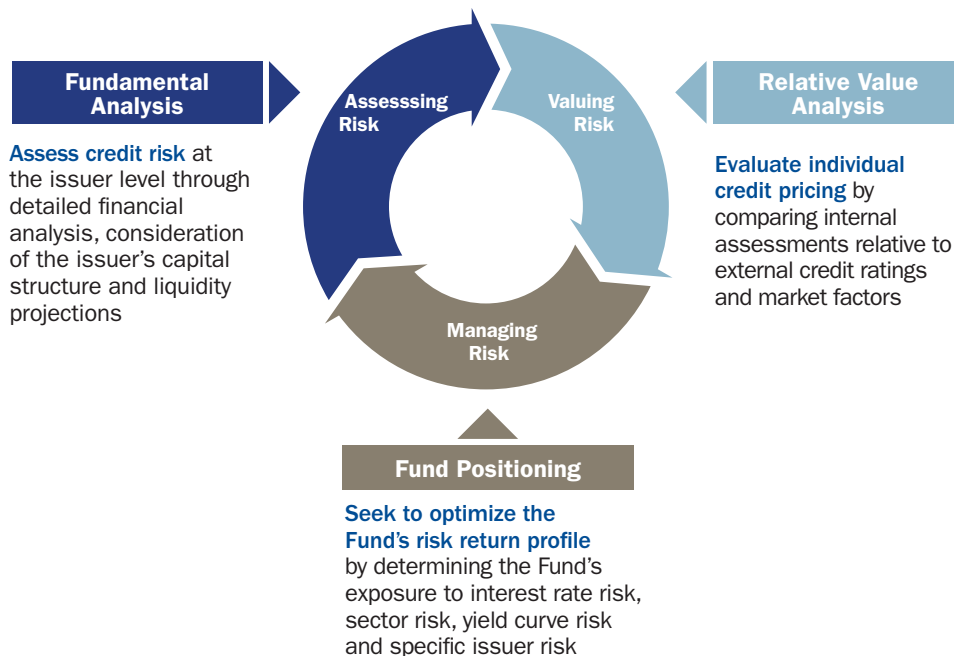 Fundamental
Analysis
Assess credit risk at
the issuer level through
detailed financial
analysis, consideration
of the issuer’s capital
structure and liquidity
projections
Assesssing
Risk
Valuing
Risk
Managing
Risk
Relative Value
Analysis
Evaluate individual
credit pricing by
comparing internal
assessments relative to
external credit ratings
and market factors
Fund Positioning
Seek to optimize the
Fund’s risk return profile
by determining the Fund’s
exposure to interest rate risk,
sector risk, yield curve risk
and specific issuer risk